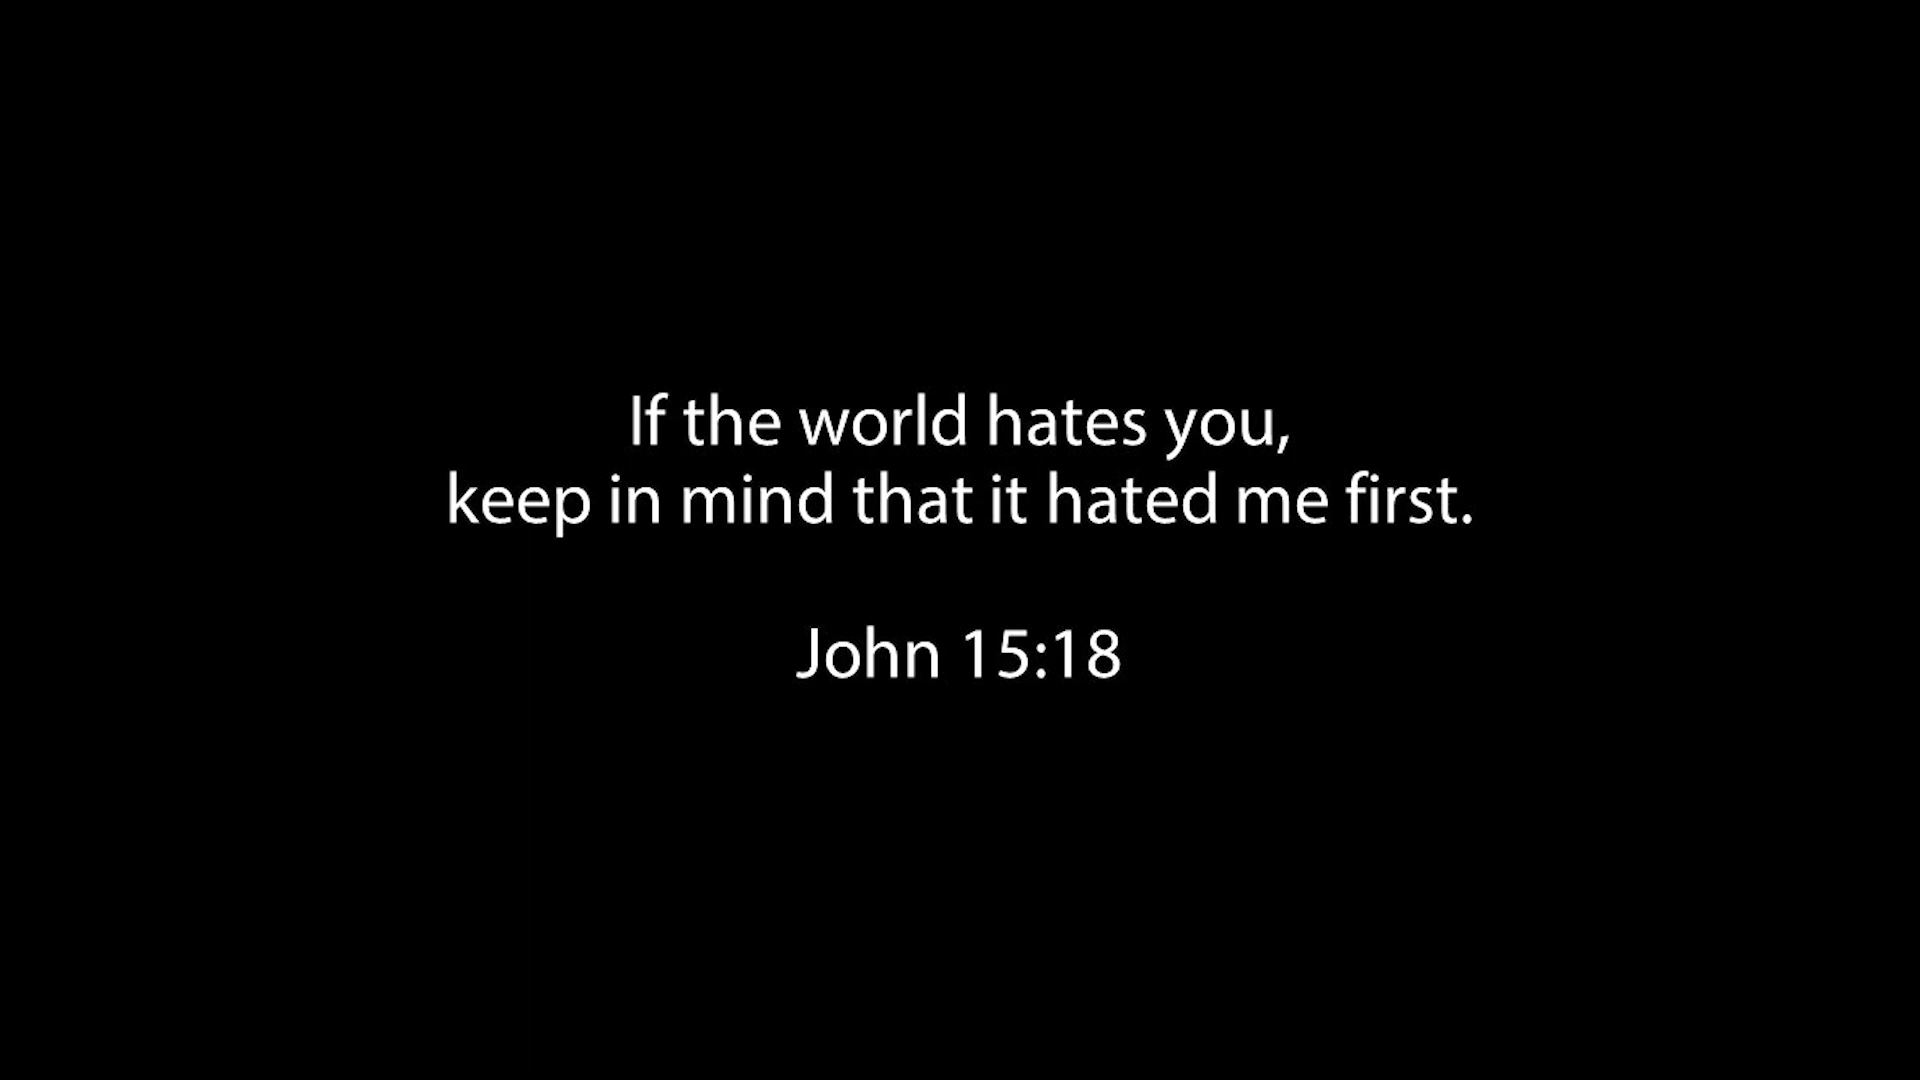 If the world hates you,
keep in mind that it hated me first.
John 15:18